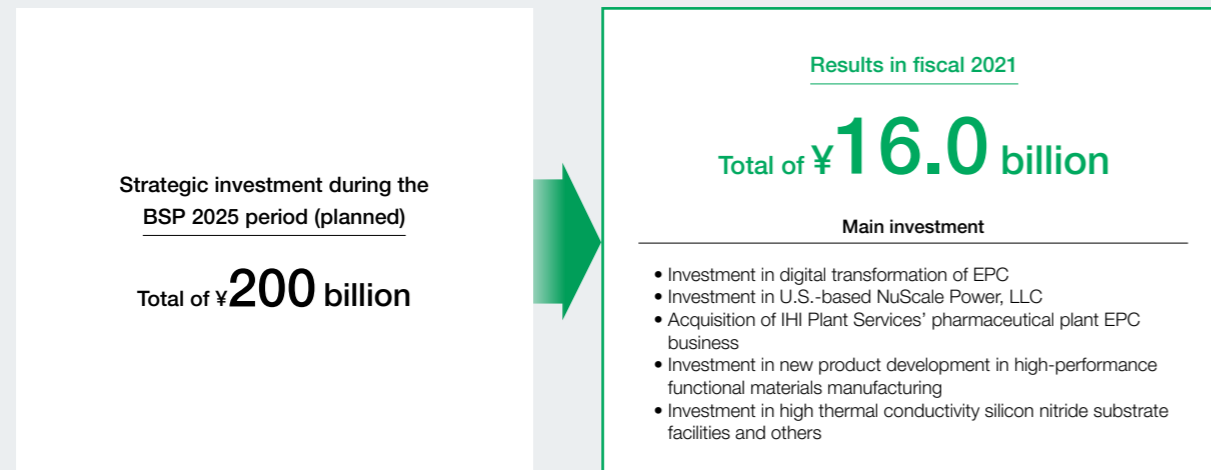 Strategic investment during the
BSP 2025 period (planned)
Total of ¥200 billion
Results in fiscal 2021
Total of ¥16.0 billion
Main investment
• Investment in digital transformation of EPC
• Investment in U.S.-based NuScale Power, LLC
• Acquisition of IHI Plant Services’ pharmaceutical plant EPC
business
• Investment in new product development in high-performance
functional materials manufacturing
• Investment in high thermal conductivity silicon nitride substrate
facilities and others